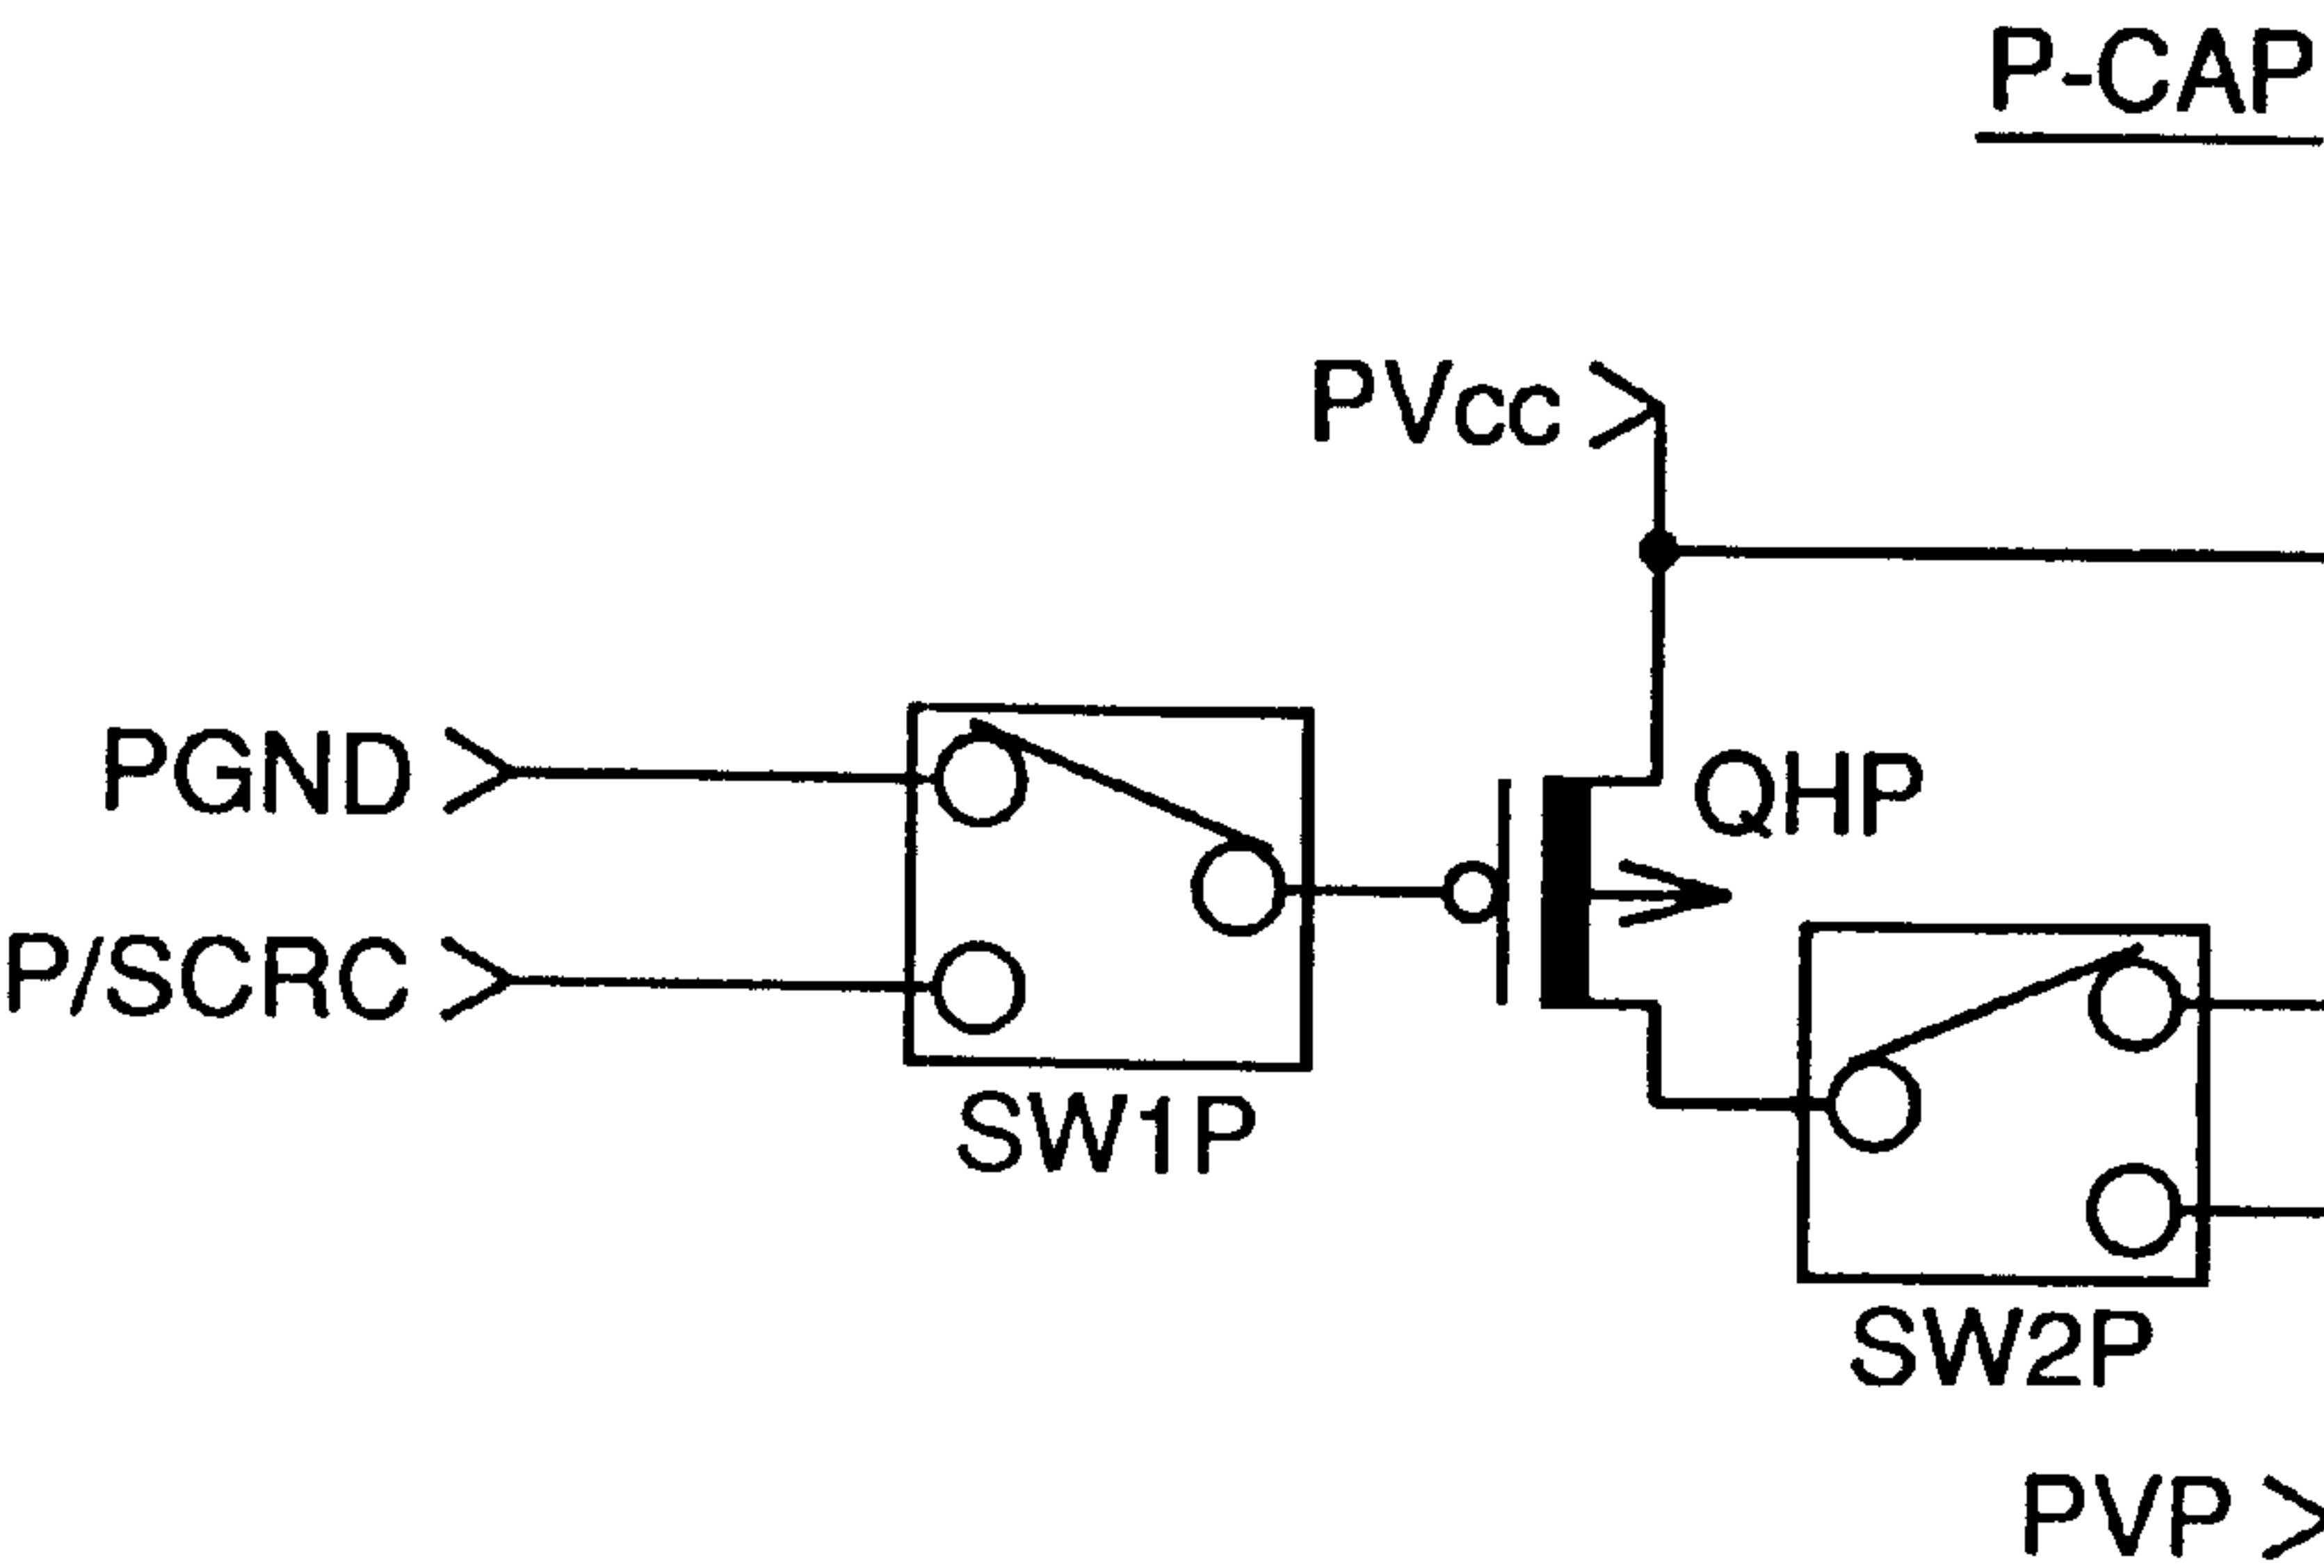 P-CAP
PVcc
PGND
QHP
P/SCRC
SW1P
SW2P
PVP